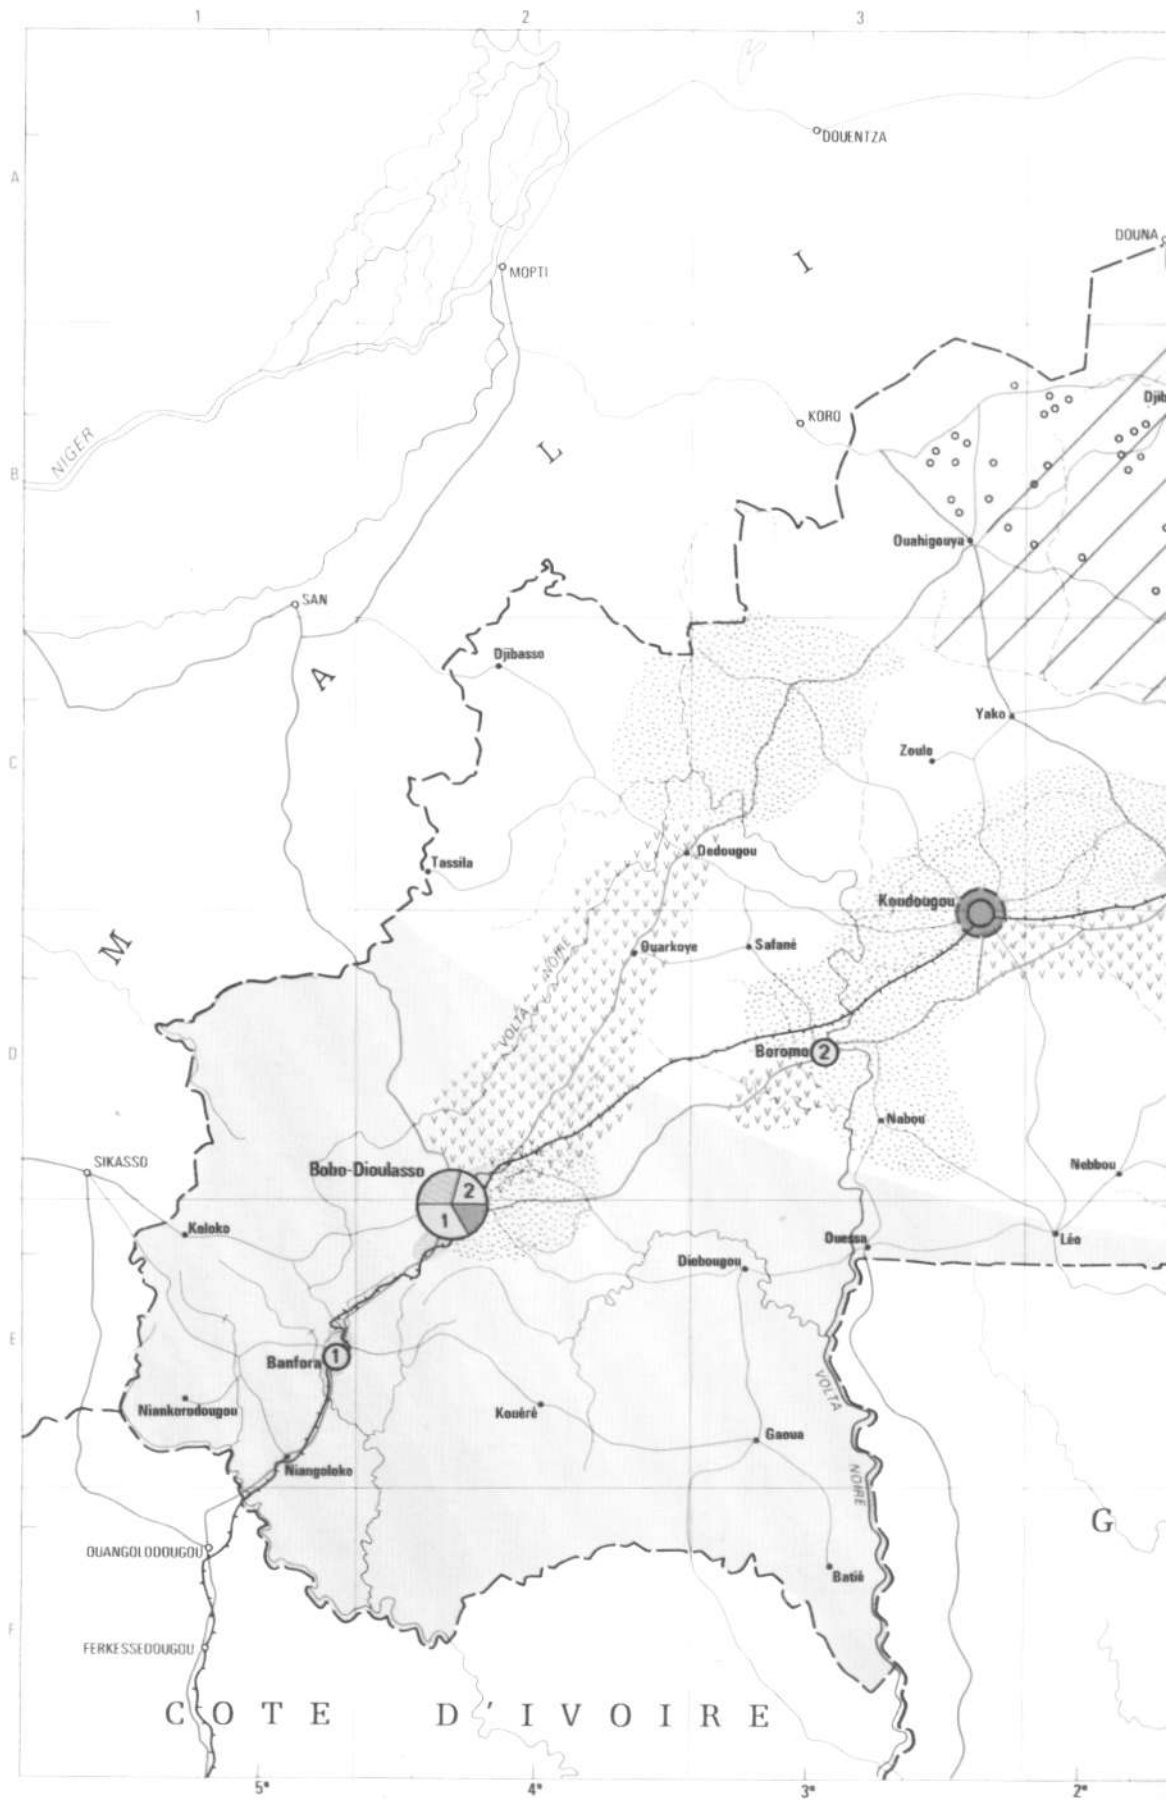 1
2
3
DOUENTZA
A
DOUNA
I
MOPTI
Djib
KORO
NIGER
L
B
Ouahigouya
SAN
Djibasso
A
Yako
Zoulo
C
Dedougou
Tassila
Koudougou
M
VOLTA NOIRE
Ouarkoye
Safané
D
Boromo 2
Nabou
SIKASSO
Bobo-Dioulasso
Nebbou
2
1
Koloko
Ouessa
Léo
Diebougou
E
Banfora 1
VOLTA
Niankorodougou
Kouéré
Gaoua
Niangoloko
NOIRE
G
OUANGOLODOUGOU
Batié
F
FERKESSEDOUGOU
COTE D'IVOIRE
5°
4°
3°
2°